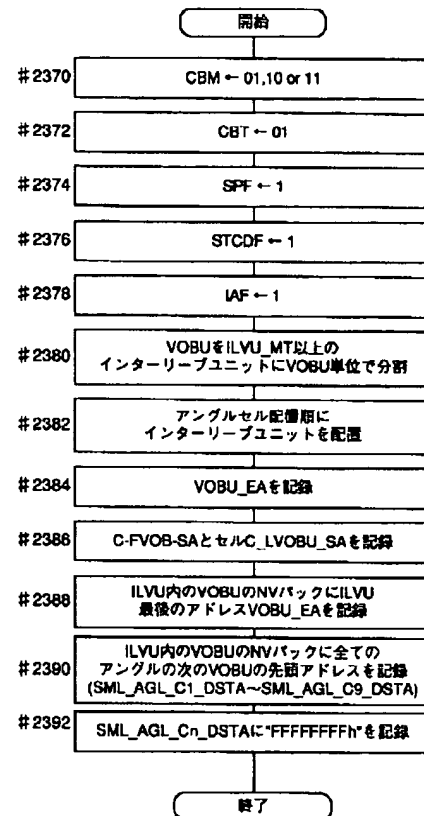 開始
#2370
CBM ← 01,10 or 11
#2372
CBT ← 01
#2374
SPF ← 1
#2376
STCDF ← 1
#2378
IAF ← 1
#2380
VOBUをILVU_MT以上の
インターリーブユニットにVOBU単位で分割
#2382
アングルセル配憶順に
インターリーブユニットを配置
#2384
VOBU_EAを記録
#2386
C-FVOB-SAとセルC_LVOBU_SAを記録
#2388
ILVU内のVOBUのNVパックにILVU
最後のアドレスVOBU_EAを記録
#2390
ILVU内のVOBUのNVパックに全ての
アングルの次のVOBUの先頭アドレスを記録
(SML_AGL_C1_DSTA~SML_AGL_C9_DSTA)
#2392
SML_AGL_Cn_DSTAに"FFFFFFFFh"を記録
終了